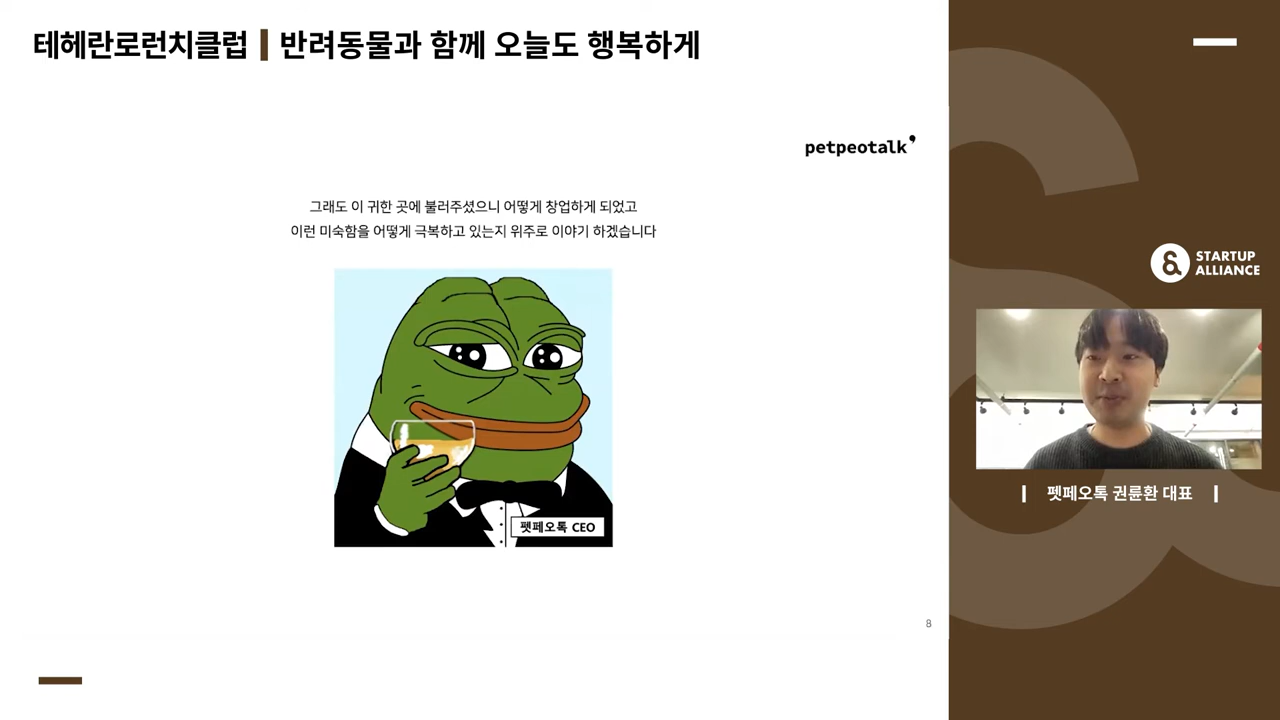 테헤란로런치클럽 | 반려동물과 함께 오늘도 행복하게
petpeotalk’
그래도 이 귀한 곳에 불러주셨으니 어떻게 창업하게 되었고
이런 미숙함을 어떻게 극복하고 있는지 위주로 이야기 하겠습니다
펫페오톡 CEO
8
& STARTUP
ALLIANCE
| 펫페오톡 권륜환 대표 |